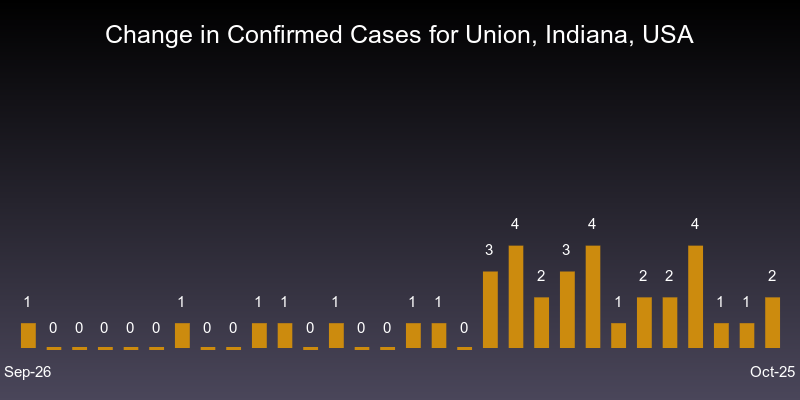 Change in Confirmed Cases for Union, Indiana, USA
1 0 0 0 0 0 1 0 0 1 1 0 1 0 0 1 1 0 3 4 2 3 4 1 2 2 4 1 1 2
Sep-26 Oct-25